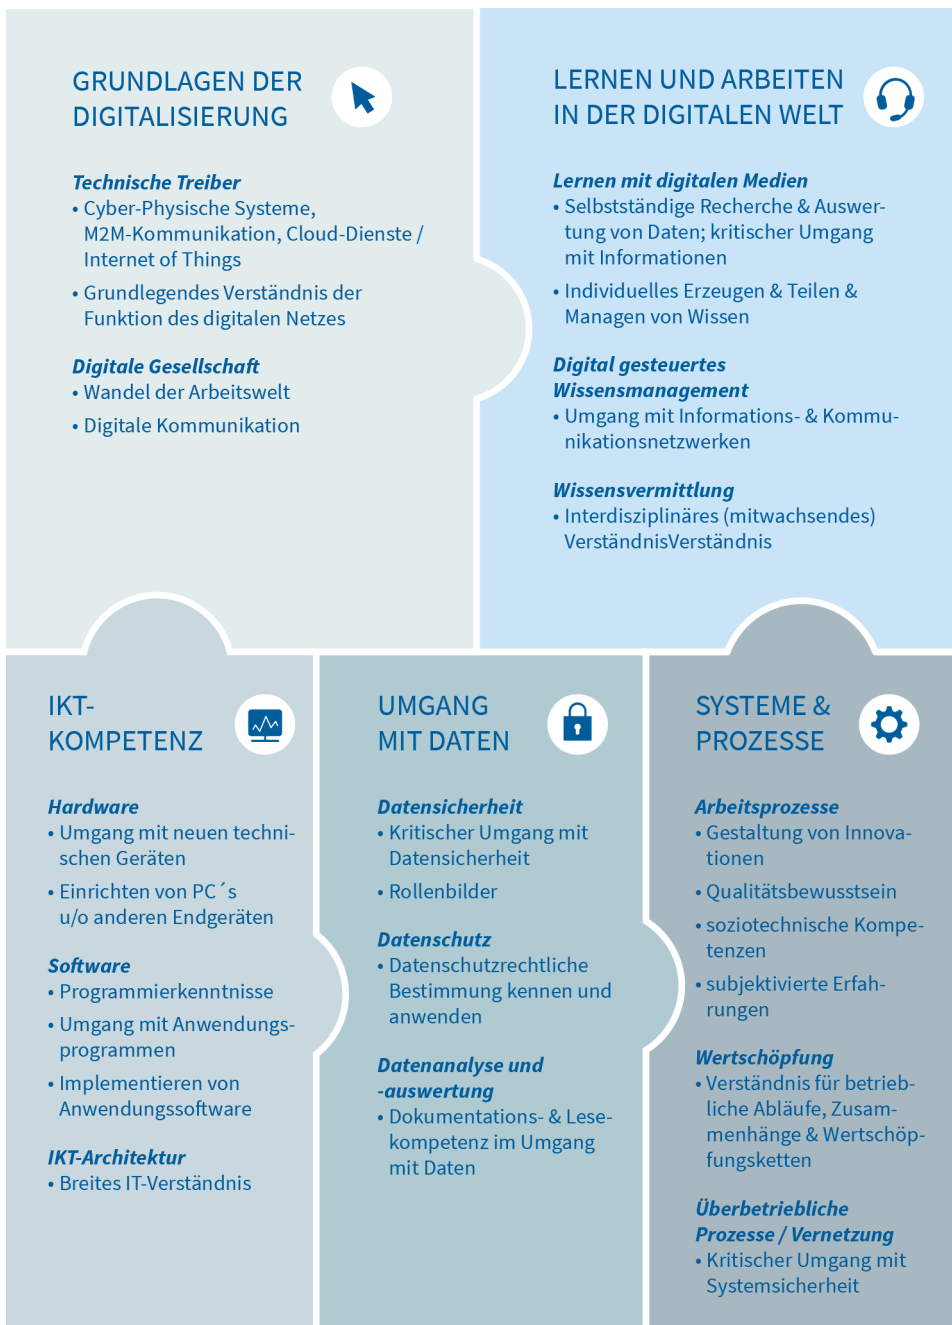 GRUNDLAGEN DER
DIGITALISIERUNG
Technische Treiber
• Cyber-Physische Systeme,
M2M-Kommunikation, Cloud-Dienste /
Internet of Things
• Grundlegendes Verständnis der
Funktion des digitalen Netzes
Digitale Gesellschaft
• Wandel der Arbeitswelt
• Digitale Kommunikation
LERNEN UND ARBEITEN
IN DER DIGITALEN WELT
Lernen mit digitalen Medien
• Selbstständige Recherche & Auswer-
tung von Daten; kritischer Umgang
mit Informationen
• Individuelles Erzeugen & Teilen &
Managen von Wissen
Digital gesteuertes
Wissensmanagement
• Umgang mit Informations- & Kommu-
nikationsnetzwerken
Wissensvermittlung
• Interdisziplinäres (mitwachsendes)
VerständnisVerständnis
IKT-
KOMPETENZ
Hardware
• Umgang mit neuen techni-
schen Geräten
• Einrichten von PC´s
u/o anderen Endgeräten
Software
• Programmierkenntnisse
• Umgang mit Anwendungs-
programmen
• Implementieren von
Anwendungssoftware
IKT-Architektur
• Breites IT-Verständnis
UMGANG
MIT DATEN
Datensicherheit
• Kritischer Umgang mit
Datensicherheit
• Rollenbilder
Datenschutz
• Datenschutzrechtliche
Bestimmung kennen und
anwenden
Datenanalyse und
-auswertung
• Dokumentations- & Lese-
kompetenz im Umgang
mit Daten
SYSTEME &
PROZESSE
Arbeitsprozesse
• Gestaltung von Innova-
tionen
• Qualitätsbewusstsein
• soziotechnische Kompe-
tenzen
• subjektivierte Erfah-
rungen
Wertschöpfung
• Verständnis für betrieb-
liche Abläufe, Zusam-
menhänge & Wertschöp-
fungsketten
Überbetriebliche
Prozesse / Vernetzung
• Kritischer Umgang mit
Systemsicherheit